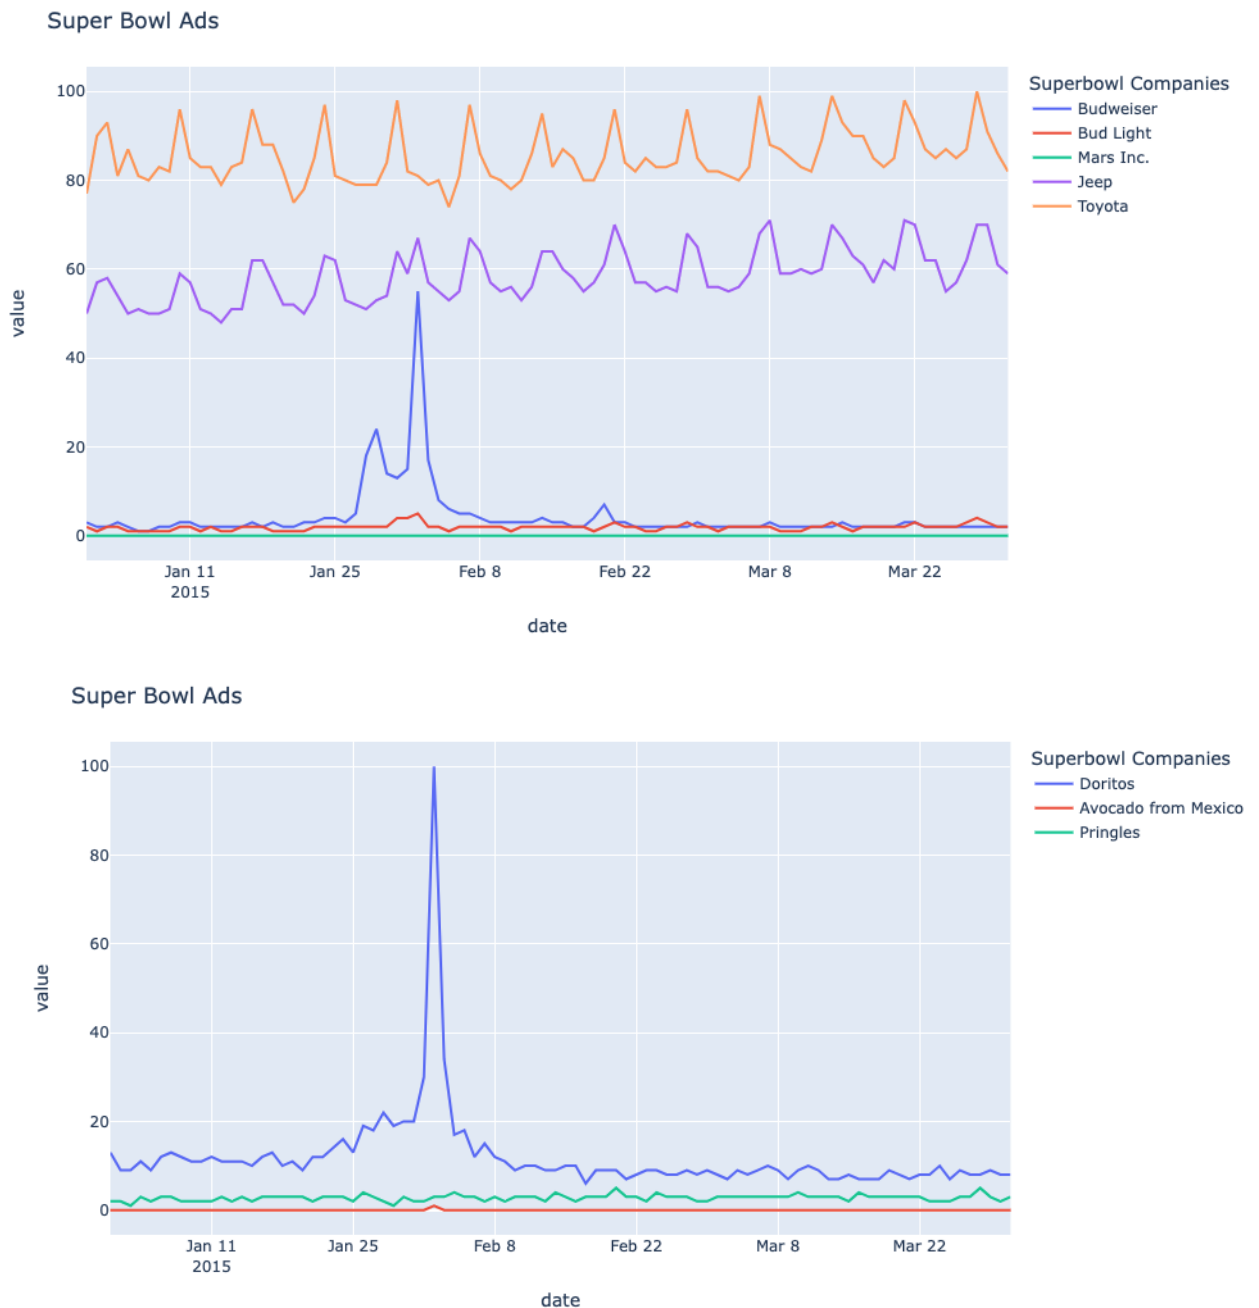 Super Bowl Ads
Superbowl Companies
Budweiser
Bud Light
Mars Inc.
Jeep
Toyota
100
80
60
40
20
0
value
Jan 11
2015
Jan 25
Feb 8
Feb 22
Mar 8
Mar 22
date
Super Bowl Ads
Superbowl Companies
Doritos
Avocado from Mexico
Pringles
100
80
60
40
20
0
value
Jan 11
2015
Jan 25
Feb 8
Feb 22
Mar 8
Mar 22
date